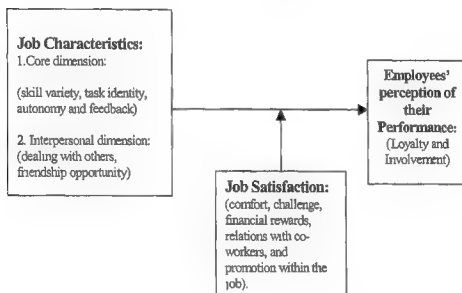 Job Characteristics:
1.Core dimension:
(skill variety, task identity,
autonomy and feedback)
2. Interpersonal dimension:
(dealing with others,
friendship opportunity)
Employees'
perception of
their
Performance:
(Loyalty and
Involvement)
Job Satisfaction:
(comfort, challenge,
financial rewards,
relations with co-
workers, and
promotion within the
job).